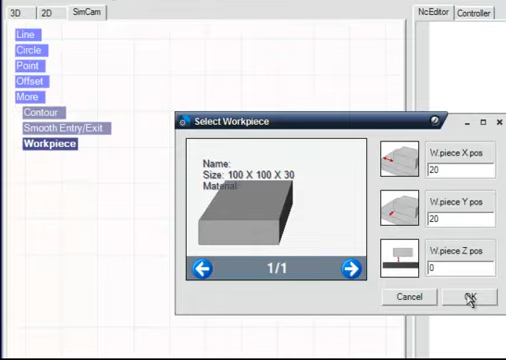 3D
2D
SimCam
NcEditor
Controller
Line
Circle
Point
Offset
More
Contour
Smooth Entry/Exit
Workpiece
Select Workpiece
Name:
Size: 100 X 100 X 30
Material
1/1
W.piece X.pos
20
W.piece Y pos
20
W.piece Z pos
0
Cancel
OK